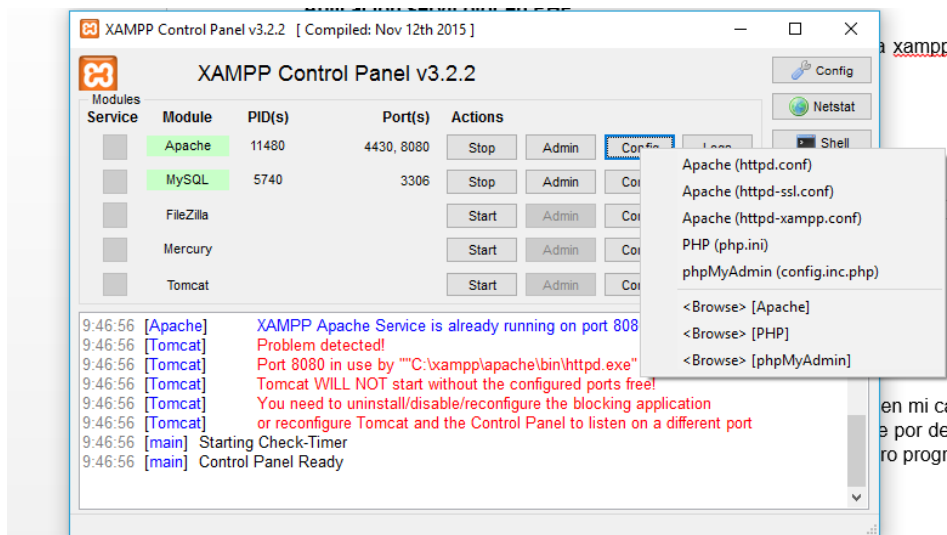 XAMPP Control Panel v3.2.2 [ Compiled: Nov 12th 2015 ]
XAMPP Control Panel v3.2.2
Config
Modules
Service Module PID(s) Port(s) Actions
Netstat
Shell
Apache 11480 4430, 8080 Stop Admin Config
MySQL 5740 3306 Stop Admin
FileZilla Start Admin
Mercury Start Admin
Tomcat Start Admin
Apache (httpd.conf)
Apache (httpd-ssl.conf)
Apache (httpd-xampp.conf)
PHP (php.ini)
phpMyAdmin (config.inc.php)
<Browse> [Apache]
<Browse> [PHP]
<Browse> [phpMyAdmin]
9:46:56 [Apache] XAMPP Apache Service is already running on port 808
9:46:56 [Tomcat] Problem detected!
9:46:56 [Tomcat] Port 8080 in use by ""C:\xampp\apache\bin\httpd.exe"
9:46:56 [Tomcat] Tomcat WILL NOT start without the configured ports free!
9:46:56 [Tomcat] You need to uninstall/disable/reconfigure the blocking application
9:46:56 [Tomcat] or reconfigure Tomcat and the Control Panel to listen on a different port
9:46:56 [main] Starting Check-Timer
9:46:56 [main] Control Panel Ready
a xampp
en mi ca
e por de
ro progr